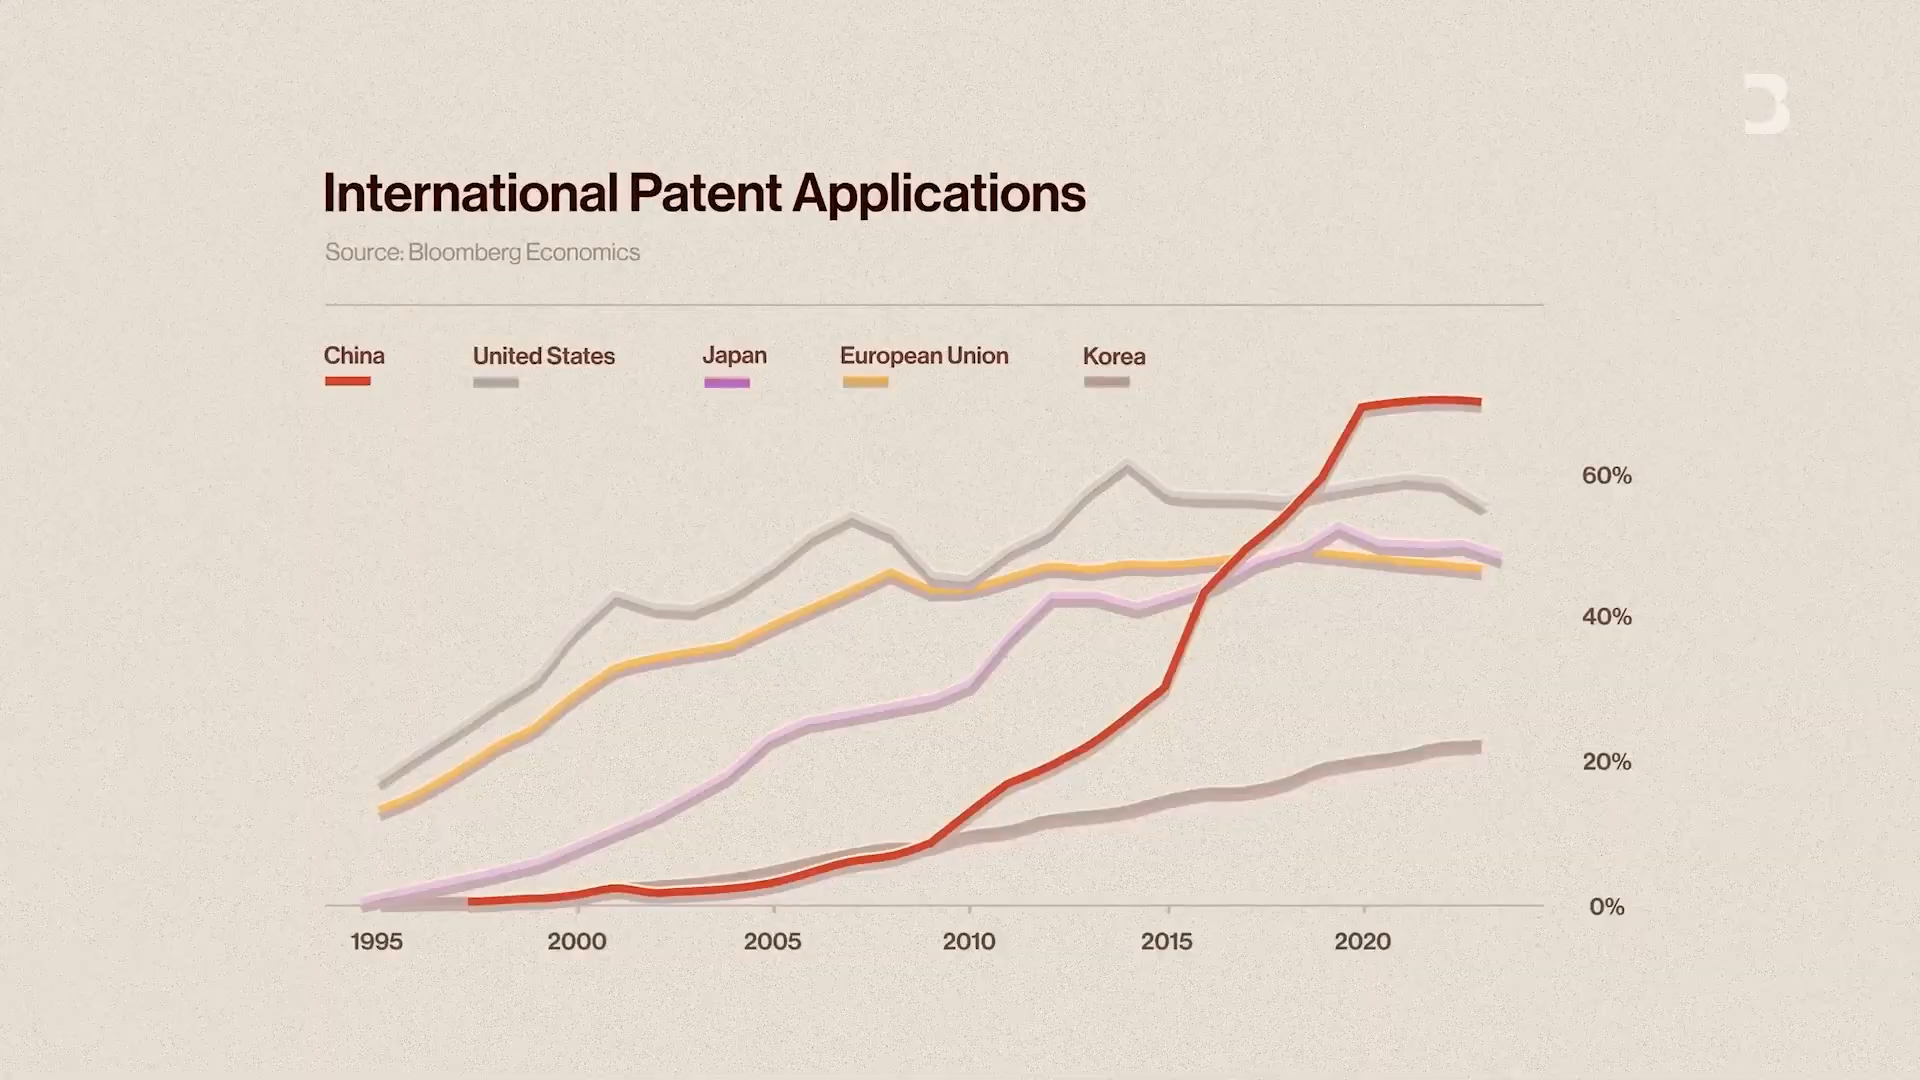 International Patent Applications
Source: Bloomberg Economics
China United States Japan European Union Korea
60%
40%
20%
0%
1995 2000 2005 2010 2015 2020